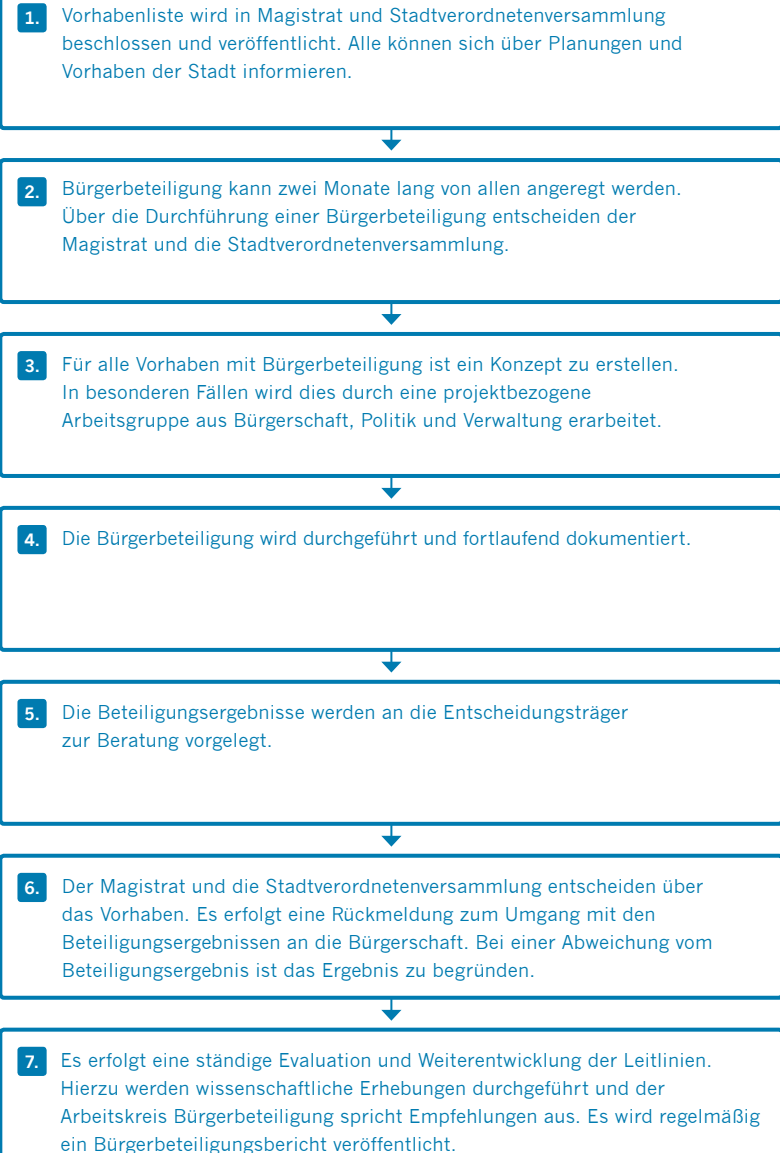 1. Vorhabenliste wird in Magistrat und Stadtverordnetenversammlung
beschlossen und veröffentlicht. Alle können sich über Planungen und
Vorhaben der Stadt informieren.
2. Bürgerbeteiligung kann zwei Monate lang von allen angeregt werden.
Über die Durchführung einer Bürgerbeteiligung entscheiden der
Magistrat und die Stadtverordnetenversammlung.
3. Für alle Vorhaben mit Bürgerbeteiligung ist ein Konzept zu erstellen.
In besonderen Fällen wird dies durch eine projektbezogene
Arbeitsgruppe aus Bürgerschaft, Politik und Verwaltung erarbeitet.
4. Die Bürgerbeteiligung wird durchgeführt und fortlaufend dokumentiert.
5. Die Beteiligungsergebnisse werden an die Entscheidungsträger
zur Beratung vorgelegt.
6. Der Magistrat und die Stadtverordnetenversammlung entscheiden über
das Vorhaben. Es erfolgt eine Rückmeldung zum Umgang mit den
Beteiligungsergebnissen an die Bürgerschaft. Bei einer Abweichung vom
Beteiligungsergebnis ist das Ergebnis zu begründen.
7. Es erfolgt eine ständige Evaluation und Weiterentwicklung der Leitlinien.
Hierzu werden wissenschaftliche Erhebungen durchgeführt und der
Arbeitskreis Bürgerbeteiligung spricht Empfehlungen aus. Es wird regelmäßig
ein Bürgerbeteiligungsbericht veröffentlicht.